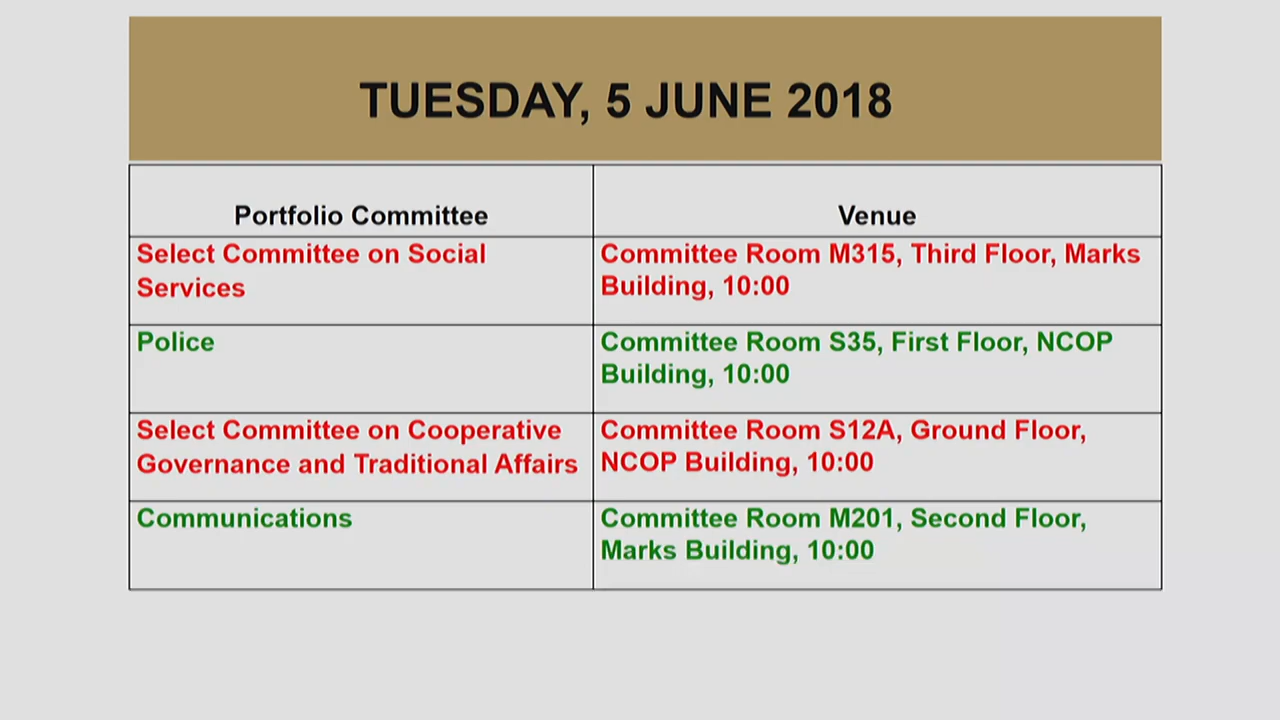 TUESDAY, 5 JUNE 2018
Portfolio Committee
Venue
Select Committee on Social
Services
Committee Room M315, Third Floor, Marks
Building, 10:00
Police
Committee Room S35, First Floor, NCOP
Building, 10:00
Select Committee on Cooperative
Governance and Traditional Affairs
Committee Room S12A, Ground Floor,
NCOP Building, 10:00
Communications
Committee Room M201, Second Floor,
Marks Building, 10:00